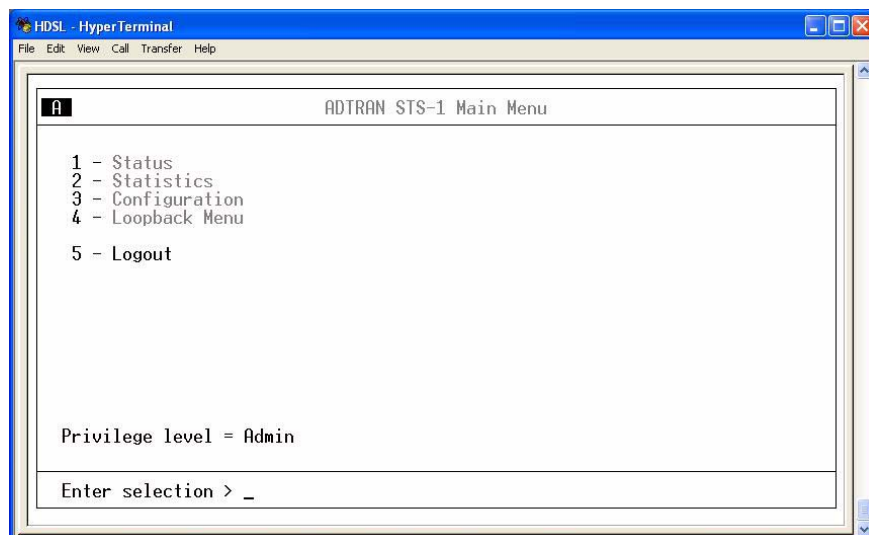 HDSL - HyperTerminal
File Edit View Call Transfer Help
A ADTRAN STS-1 Main Menu
1 - Status
2 - Statistics
3 - Configuration
4 - Loopback Menu
5 - Logout
Privilege level = Admin
Enter selection > _